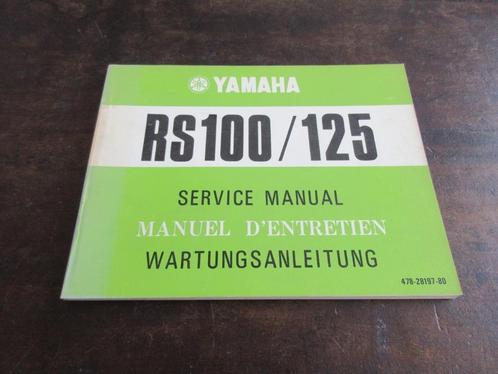 YAMAHA
RS100/125
SERVICE MANUAL
MANUEL D'ENTRETIEN
WARTUNGSANLEITUNG
478-28197-80